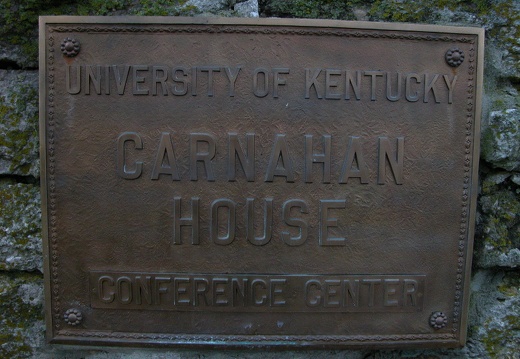 UNIVERSITY OF KENTUCKY
CARNAHAN
HOUSE
CONFERENCE CENTER